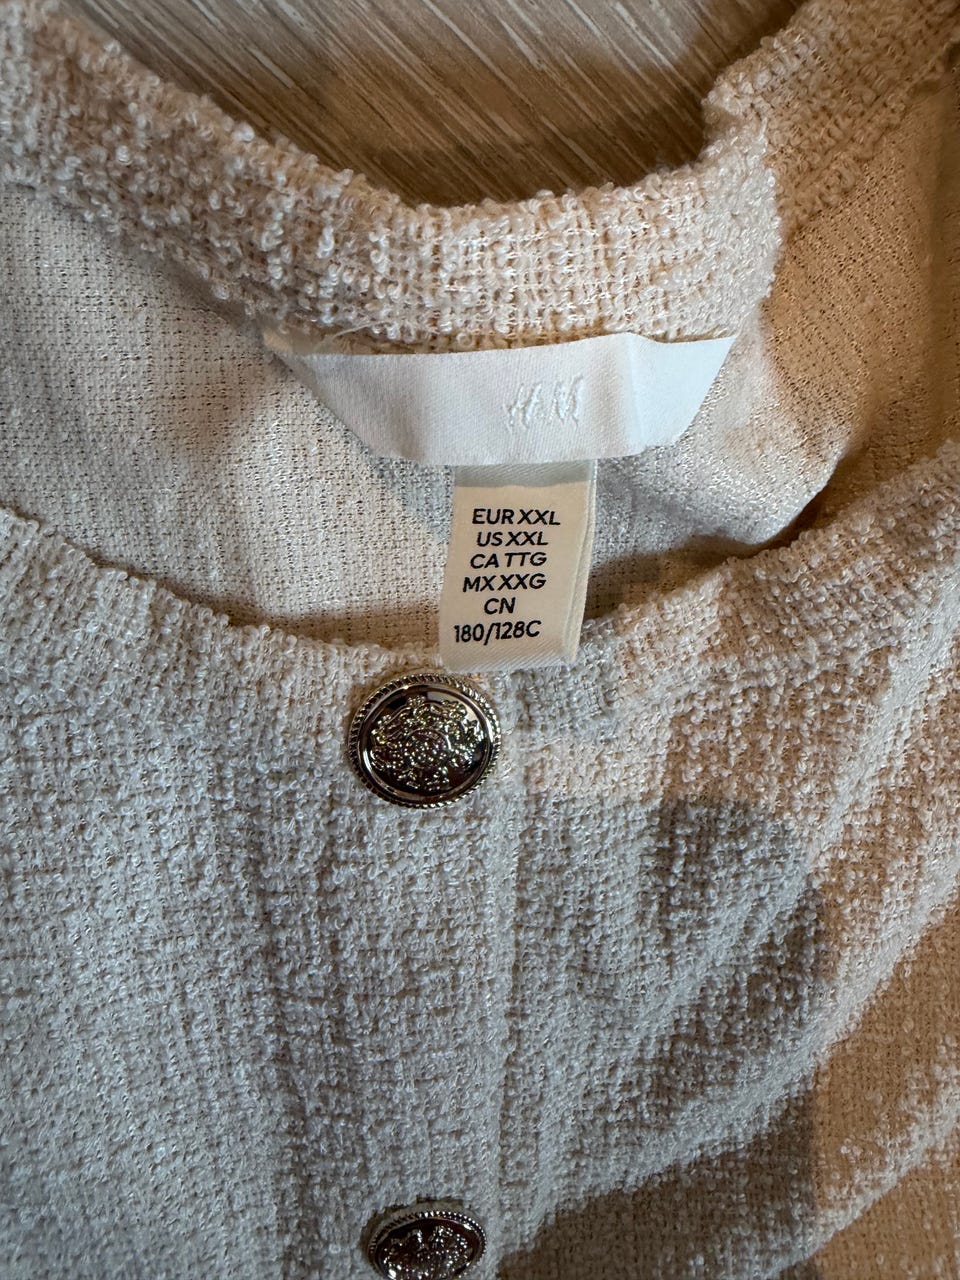 H&M
EUR XXL
US XXL
CA TTG
MX XXG
CN
180/128C